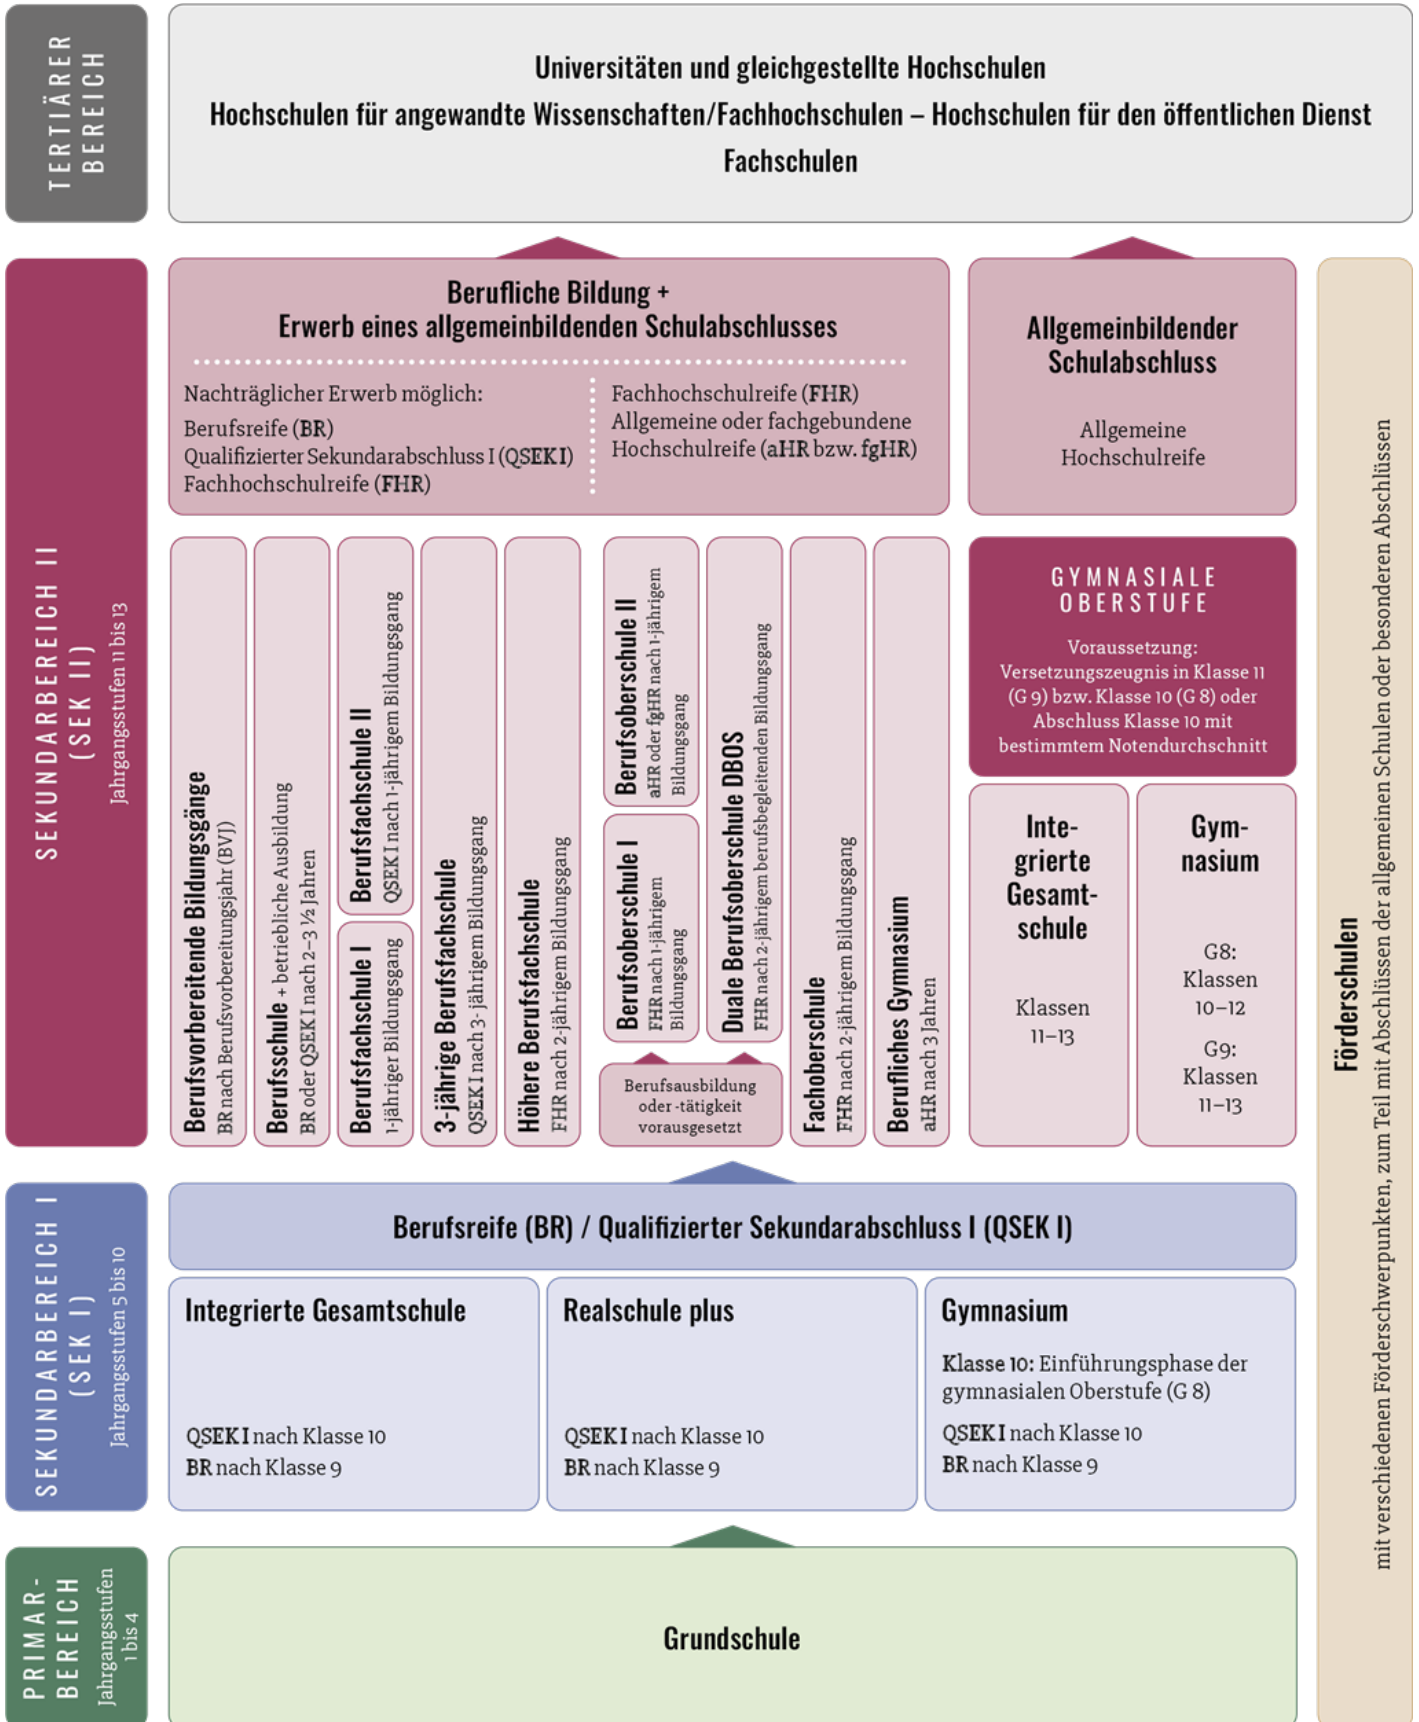 TERTIÄRER
BEREICH
Universitäten und gleichgestellte Hochschulen
Hochschulen für angewandte Wissenschaften/Fachhochschulen – Hochschulen für den öffentlichen Dienst
Fachschulen
SEKUNDARBEREICH II
(SEK II)
Jahrgangsstufen 11 bis 13
Berufliche Bildung +
Erwerb eines allgemeinbildenden Schulabschlusses
Nachträglicher Erwerb möglich:
Berufsreife (BR)
Qualifizierter Sekundarabschluss I (QSEK I)
Fachhochschulreife (FHR)
Fachhochschulreife (FHR)
Allgemeine oder fachgebundene
Hochschulreife (aHR bzw. fgHR)
Allgemeinbildender
Schulabschluss
Allgemeine
Hochschulreife
Berufsvorbereitende Bildungsgänge
BR nach Berufsvorbereitungsjahr (BVJ)
Berufsschule + betriebliche Ausbildung
BR oder QSEK I nach 2–3 ½ Jahren
Berufsfachschule II
QSEK I nach 1-jährigem Bildungsgang
Berufsfachschule I
1-jähriger Bildungsgang
3-jährige Berufsfachschule
QSEK I nach 3- jährigem Bildungsgang
Höhere Berufsfachschule
FHR nach 2-jährigem Bildungsgang
Berufsoberschule II
aHR oder fgHR nach 1-jährigem
Bildungsgang
Berufsoberschule I
FHR nach 1-jährigem
Bildungsgang
Duale Berufsoberschule DBOS
FHR nach 2-jährigem berufsbegleitenden Bildungsgang
Berufsausbildung
oder -tätigkeit
vorausgesetzt
Fachoberschule
FHR nach 2-jährigem Bildungsgang
Berufliches Gymnasium
aHR nach 3 Jahren
GYMNASIALE
OBERSTUFE
Voraussetzung:
Versetzungszeugnis in Klasse 11
(G 9) bzw. Klasse 10 (G 8) oder
Abschluss Klasse 10 mit
bestimmtem Notendurchschnitt
Inte-
grierte
Gesamt-
schule
Klassen
11–13
Gym-
nasium
G8:
Klassen
10–12
G9:
Klassen
11–13
Förderschulen
mit verschiedenen Förderschwerpunkten, zum Teil mit Abschlüssen der allgemeinen Schulen oder besonderen Abschlüssen
SEKUNDARBEREICH I
(SEK I)
Jahrgangsstufen 5 bis 10
Berufsreife (BR) / Qualifizierter Sekundarabschluss I (QSEK I)
Integrierte Gesamtschule
QSEK I nach Klasse 10
BR nach Klasse 9
Realschule plus
QSEK I nach Klasse 10
BR nach Klasse 9
Gymnasium
Klasse 10: Einführungsphase der
gymnasialen Oberstufe (G 8)
QSEK I nach Klasse 10
BR nach Klasse 9
PRIMAR-
BEREICH
Jahrgangsstufen
1 bis 4
Grundschule